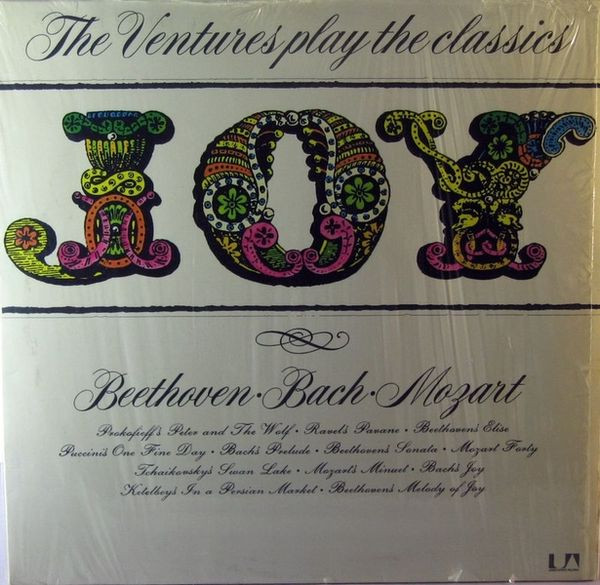 The Ventures play the classics
JOY
Beethoven • Bach • Mozart
Prokofieff's Peter and The Wolf • Ravel's Pavane • Beethoven's Elise
Puccini's One Fine Day • Bach's Prelude • Beethoven's Sonata • Mozart Forty
Tchaikovsky's Swan Lake • Mozart's Minuet • Bach's Joy
Ketelbey's In a Persian Market • Beethoven's Melody of Joy
UA